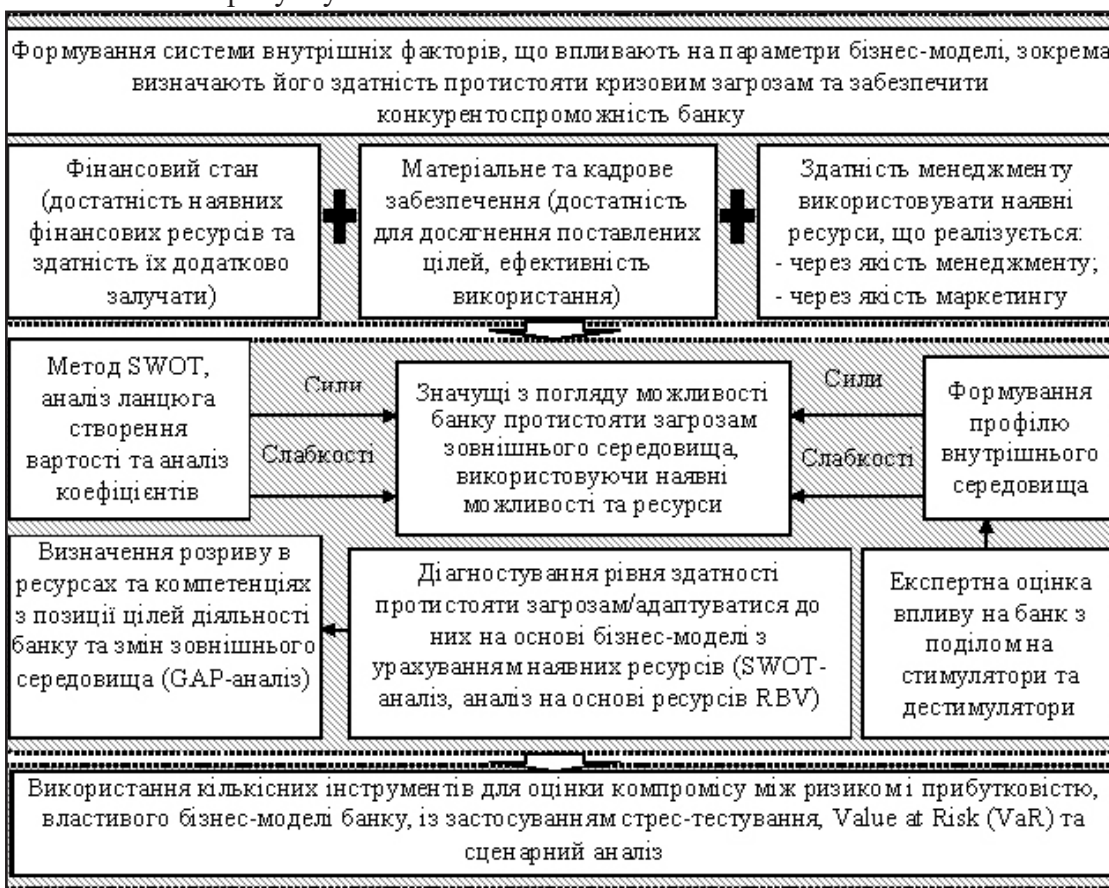 Формування системи внутрішніх факторів, що впливають на параметри бізнес-моделі, зокрема
визначають його здатність протистояти кризовим загрозам та забезпечити
конкурентоспроможність банку
Фінансовий стан
(достатність наявних
фінансових ресурсів та
здатність їх додатково
залучати)
Матеріальне та кадрове
забезпечення (достатність
для досягнення поставлених
цілей, ефективність
використання)
Здатність менеджменту
використовувати наявні
ресурси, що реалізується:
- через якість менеджменту;
- через якість маркетингу
Метод SWOT,
аналіз ланцюга
створення
вартості та аналіз
коефіцієнтів
Сили
Слабкості
Значущі з погляду можливості
банку протистояти загрозам
зовнішнього середовища,
використовуючи наявні
можливості та ресурси
Сили
Слабкості
Формування
профілю
внутрішнього
середовища
Визначення розриву в
ресурсах та компетенціях
з позиції цілей діяльності
банку та змін зовнішнього
середовища (GAP-аналіз)
Діагностування рівня здатності
протистояти загрозам/адаптуватися до
них на основі бізнес-моделі з
урахуванням наявних ресурсів (SWOT-
аналіз, аналіз на основі ресурсів RBV)
Експертна оцінка
впливу на банк з
поділом на
стимулятори та
дестимулятори
Використання кількісних інструментів для оцінки компромісу між ризиком і прибутковістю,
властивого бізнес-моделі банку, із застосуванням стрес-тестування, Value at Risk (VaR) та
сценарний аналіз